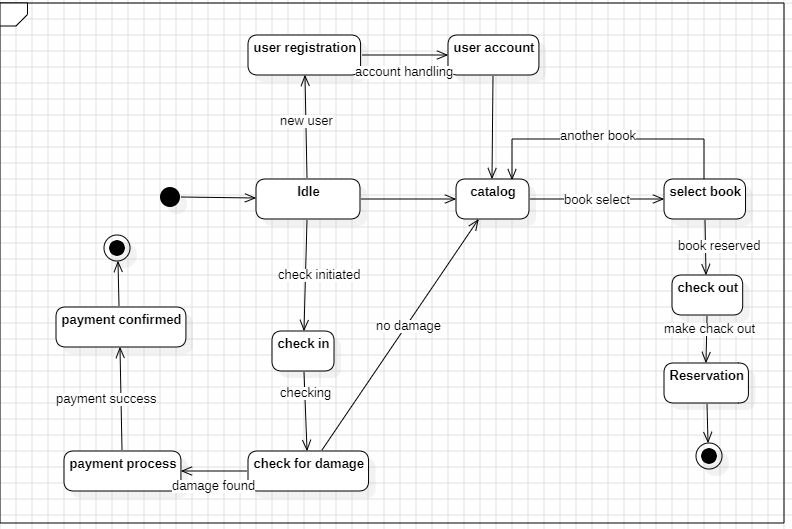 user registration
user account
account handling
new user
another book
Idle
catalog
select book
book select
book reserved
check initiated
check out
payment confirmed
no damage
make chack out
check in
Reservation
checking
payment success
payment process
check for damage
damage found